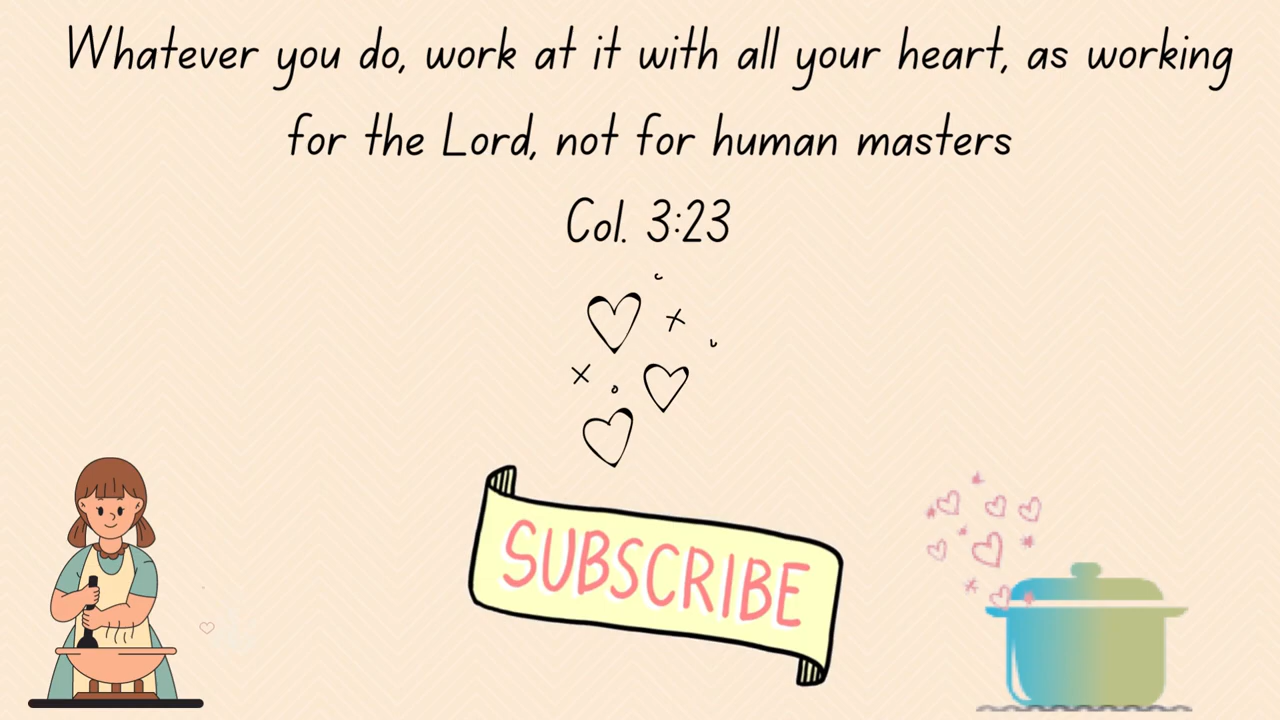 Whatever you do, work at it with all your heart, as working
for the Lord, not for human masters
Col. 3:23
SUBSCRIBE